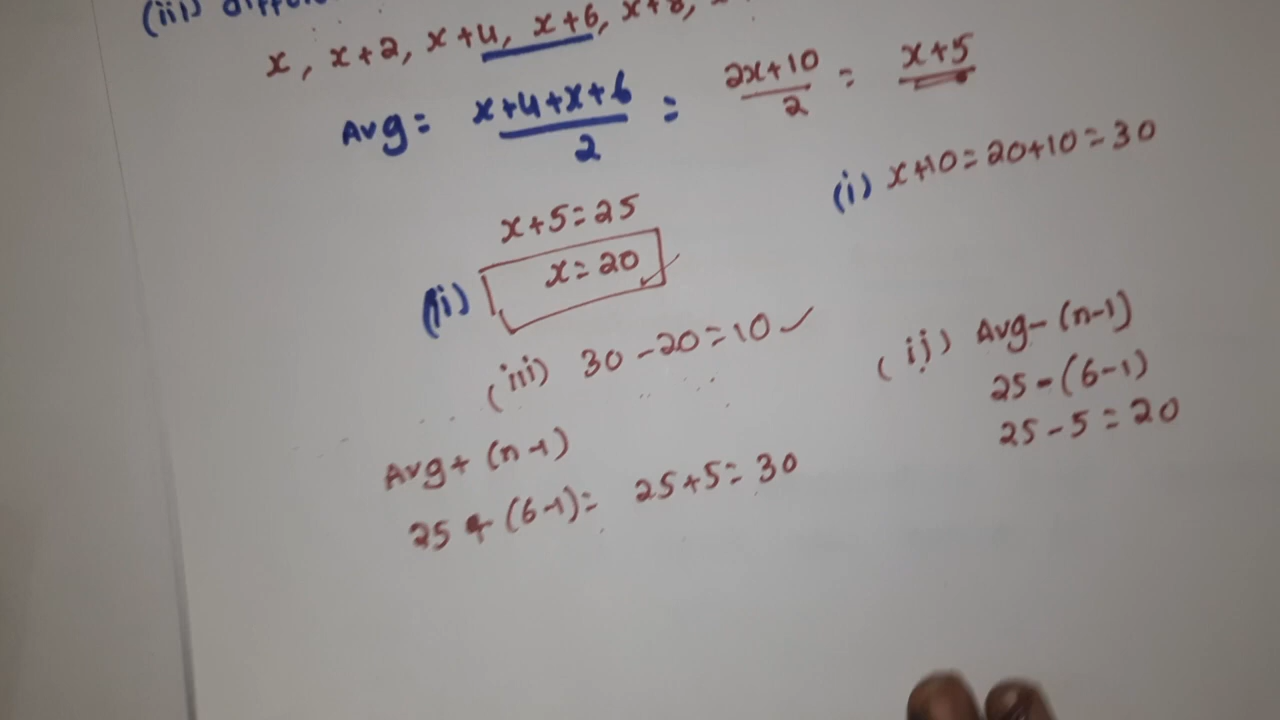 (iii)
x, x+2, x+4, x+6, x+8,
Avg = x+4+x+6 / 2 = 2x+10 / 2 = x+5
x+5=25
(i) x+10=20+10=30
(ii) x=20
(iii) 30-20=10
(ii) Avg-(n-1)
25-(6-1)
25-5=20
Avg+(n-1)
25+(6-1)= 25+5=30